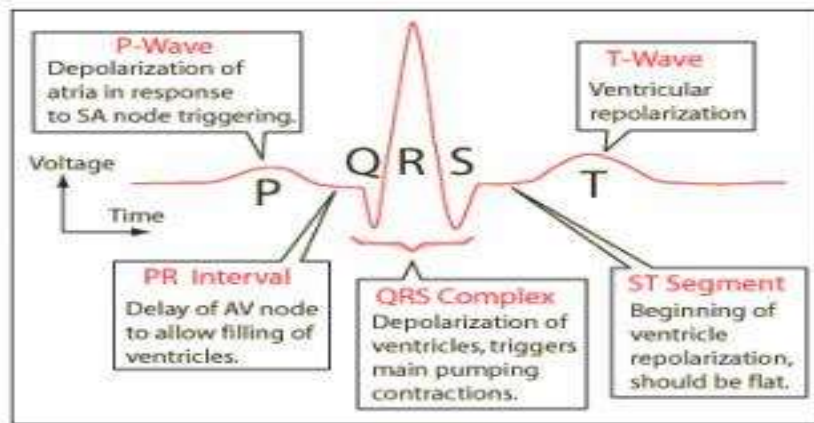 P-Wave
Depolarization of
atria in response
to SA node triggering.
T-Wave
Ventricular
repolarization
Voltage
Time
P
Q R S
T
PR Interval
Delay of AV node
to allow filling of
ventricles.
QRS Complex
Depolarization of
ventricles, triggers
main pumping
contractions.
ST Segment
Beginning of
ventricle
repolarization,
should be flat.